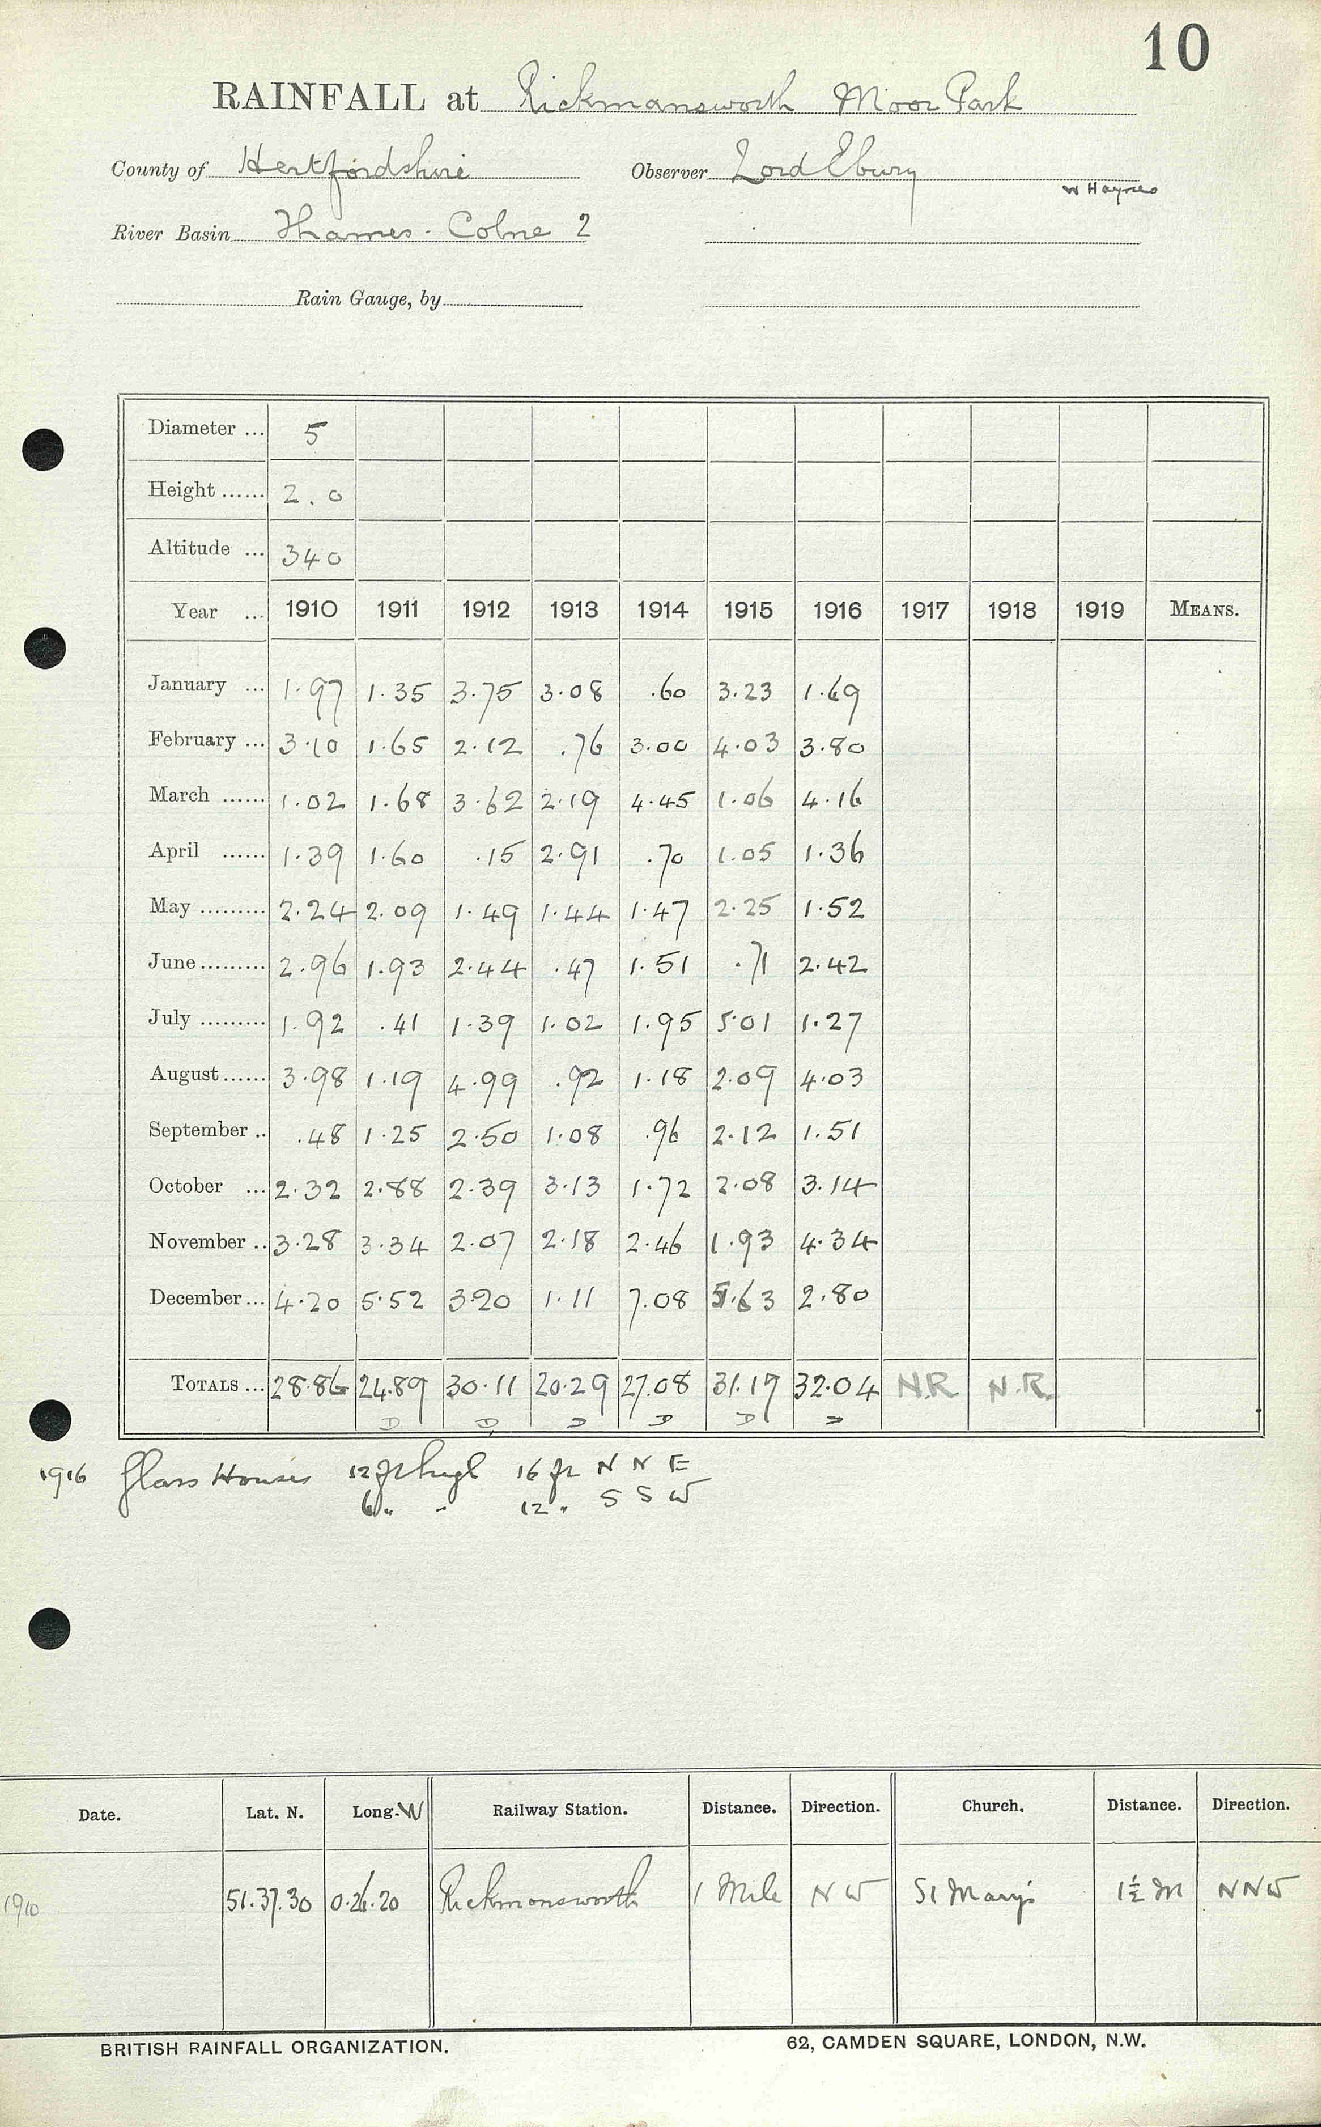 10
RAINFALL at Rickmansworth Moor Park
County of Hertfordshire Observer Lord Ebury
W Haynes
River Basin Thames - Colne 2
Rain Gauge, by
Diameter ... 5
Height ...... 2.0
Altitude ... 340
Year ... 1910 1911 1912 1913 1914 1915 1916 1917 1918 1919 MEANS.
January ... 1.97 1.35 3.75 3.08 .60 3.23 1.69
February ... 3.10 1.65 2.12 .76 3.00 4.03 3.80
March ...... 1.02 1.68 3.62 2.19 4.45 1.06 4.16
April ...... 1.39 1.60 .15 2.91 .70 1.05 1.36
May ......... 2.24 2.09 1.49 1.44 1.47 2.25 1.52
June ......... 2.96 1.93 2.44 .47 1.51 .71 2.42
July ......... 1.92 .41 1.39 1.02 1.95 5.01 1.27
August ...... 3.98 1.19 4.99 .92 1.18 2.09 4.03
September .. .48 1.25 2.50 1.08 .96 2.12 1.51
October ... 2.32 2.88 2.39 3.13 1.72 2.08 3.14
November .. 3.28 3.34 2.07 2.18 2.46 1.93 4.34
December ... 4.20 5.52 3.20 1.11 7.08 5.63 2.80
TOTALS ... 28.86 24.89 30.11 20.29 27.08 31.19 32.04 N.R. N.R.
D D D D D D
1916 Glass Houses 12 ft high 16 ft N N E
6 " " 12 " S S W
Date. Lat. N. Long. W Railway Station. Distance. Direction. Church. Distance. Direction.
1910 51.37.30 0.26.20 Rickmansworth 1 Mile N W St Mary's 1½ M N N W
BRITISH RAINFALL ORGANIZATION. 62, CAMDEN SQUARE, LONDON, N.W.